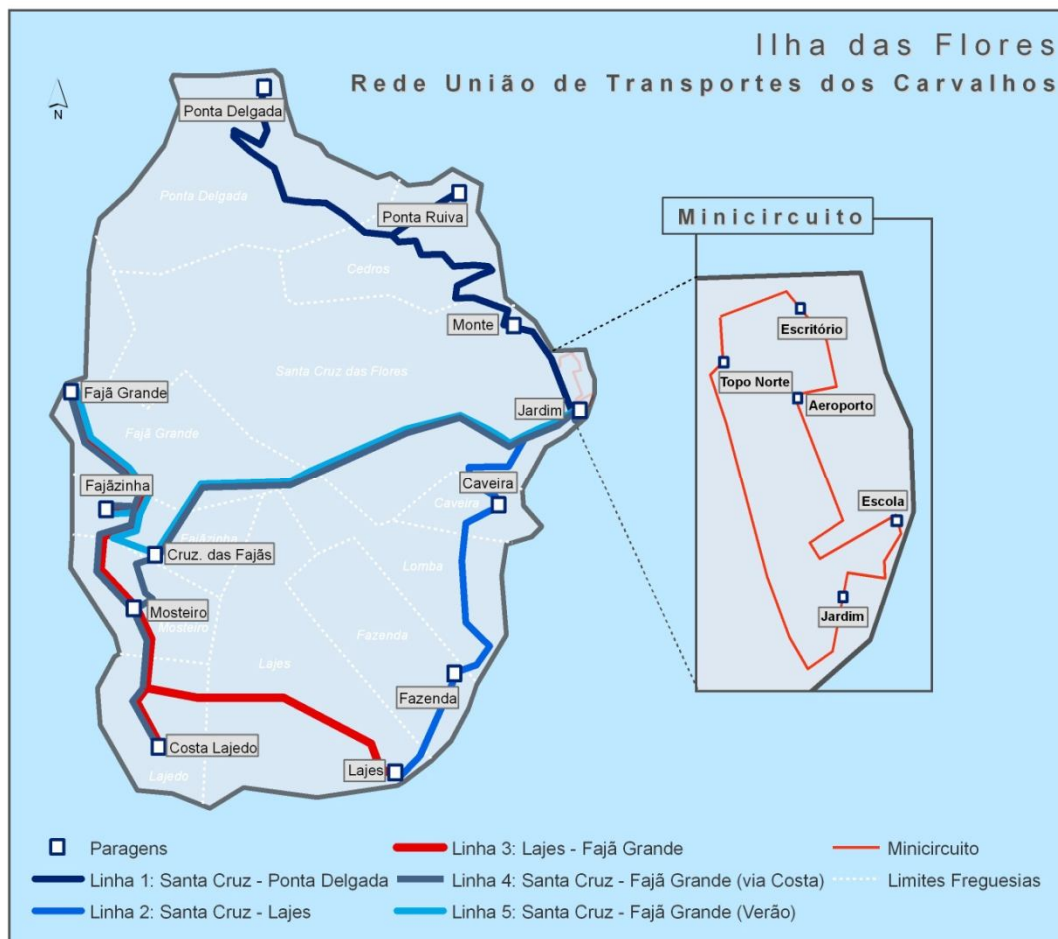 Ilha das Flores
Rede União de Transportes dos Carvalhos
N
Ponta Delgada
Ponta Delgada
Ponta Ruiva
Cedros
Monte
Santa Cruz das Flores
Jardim
Fajã Grande
Fajã Grande
Fajãzinha
Caveira
Caveira
Fajãzinha
Cruz. das Fajãs
Lomba
Mosteiro
Mosteiro
Fazenda
Lajes
Fazenda
Costa Lajedo
Lajes
Lajedo
Minicircuito
Escritório
Topo Norte
Aeroporto
Escola
Jardim
Paragens
Linha 1: Santa Cruz - Ponta Delgada
Linha 2: Santa Cruz - Lajes
Linha 3: Lajes - Fajã Grande
Linha 4: Santa Cruz - Fajã Grande (via Costa)
Linha 5: Santa Cruz - Fajã Grande (Verão)
Minicircuito
Limites Freguesias